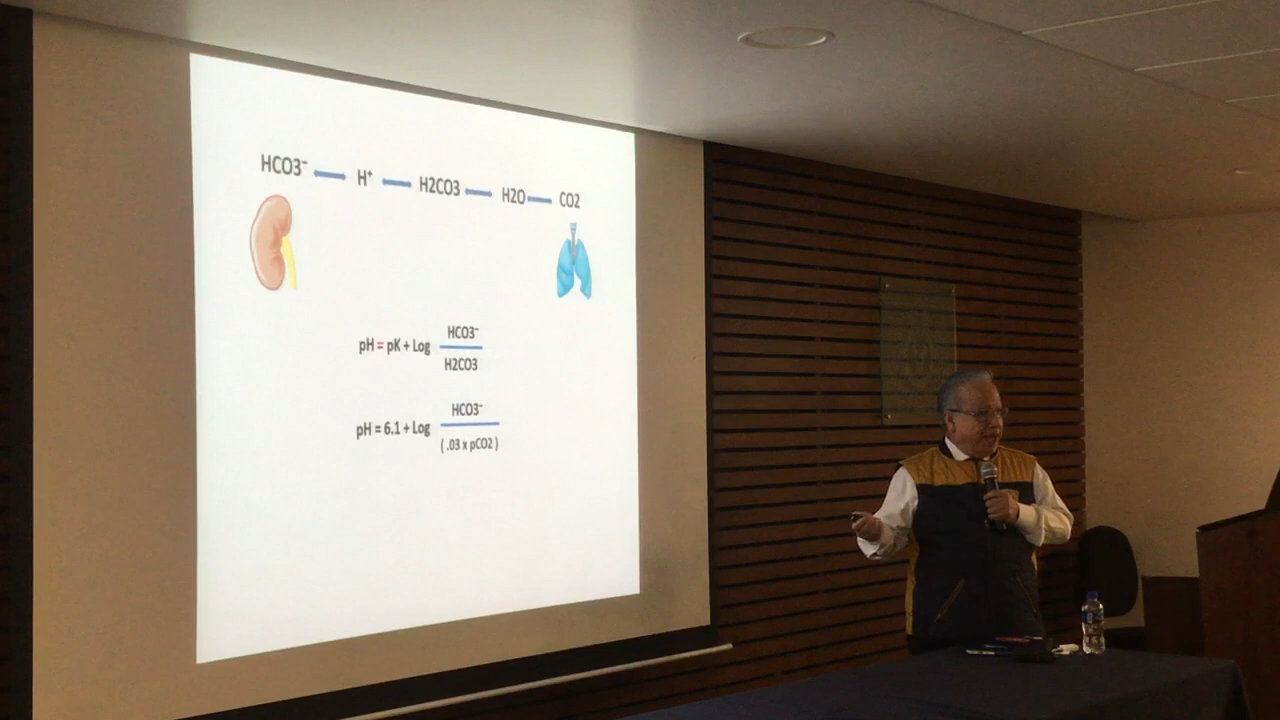 HCO3⁻ ⟷ H⁺ ⟷ H2CO3 ⟷ H2O — CO2
pH = pK + Log HCO3⁻ / H2CO3
pH = 6.1 + Log HCO3⁻ / ( .03 x pCO2 )